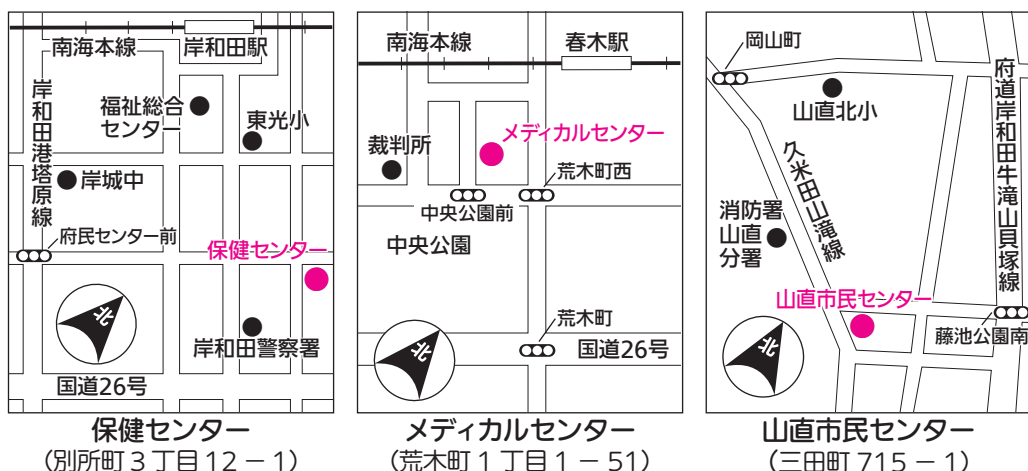 南海本線
岸和田駅
岸和田港塔原線
福祉総合
センター
東光小
岸城中
府民センター前
保健センター
北
岸和田警察署
国道26号
保健センター
(別所町3丁目12−1)
南海本線
春木駅
メディカルセンター
裁判所
荒木町西
中央公園前
中央公園
荒木町
北
国道26号
メディカルセンター
(荒木町1丁目1−51)
岡山町
山直北小
府道岸和田牛滝山貝塚線
久米田山滝線
消防署
山直
分署
山直市民センター
藤池公園南
北
山直市民センター
(三田町715−1)